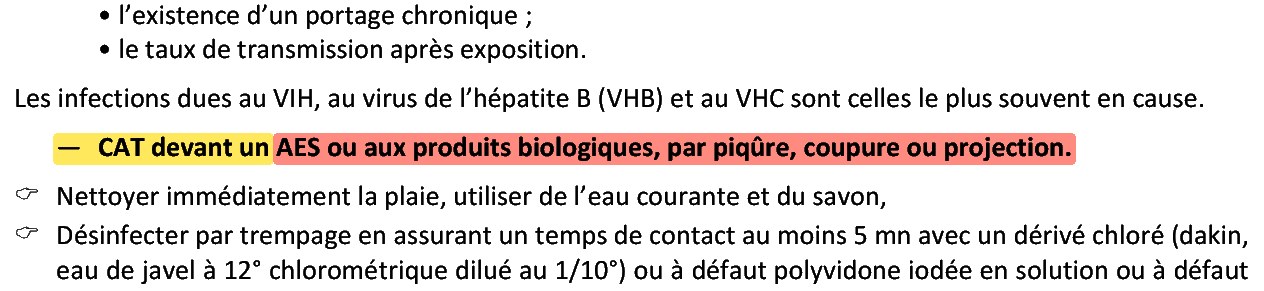 • l’existence d’un portage chronique ;
• le taux de transmission après exposition.
Les infections dues au VIH, au virus de l’hépatite B (VHB) et au VHC sont celles le plus souvent en cause.
— CAT devant un AES ou aux produits biologiques, par piqûre, coupure ou projection.
☞ Nettoyer immédiatement la plaie, utiliser de l’eau courante et du savon,
☞ Désinfecter par trempage en assurant un temps de contact au moins 5 mn avec un dérivé chloré (dakin,
eau de javel à 12° chlorométrique dilué au 1/10°) ou à défaut polyvidone iodée en solution ou à défaut